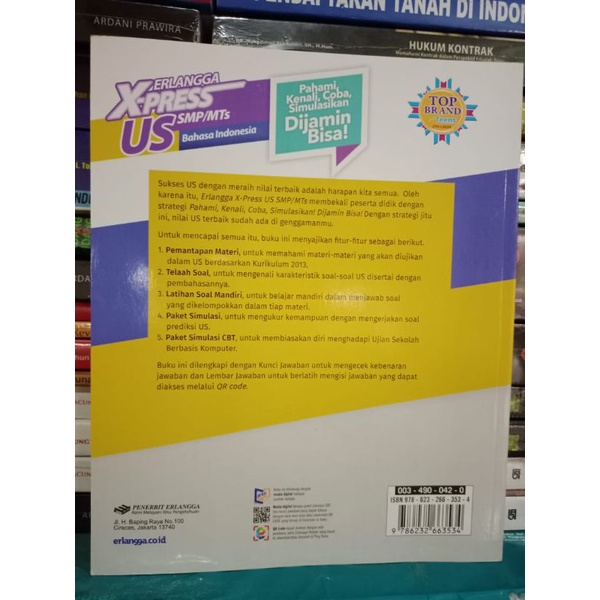 ARDANI PRAWIRA
DAFTARAN TANAH DI INDON
HUKUM KONTRAK
ERLANGGA
X-PRESS
US SMP/MTs
Bahasa Indonesia
Pahami,
Kenali, Coba,
Simulasikan
Dijamin
Bisa!
TOP
BRAND
Teens
Sukses US dengan meraih nilai terbaik adalah harapan kita semua. Oleh
karena itu, Erlangga X-Press US SMP/MTs membekali peserta didik dengan
strategi Pahami, Kenali, Coba, Simulasikan! Dijamin Bisa! Dengan strategi jitu
ini, nilai US terbaik sudah ada di genggamanmu.
Untuk mencapai semua itu, buku ini menyajikan fitur-fitur sebagai berikut.
1. Pemantapan Materi, untuk memahami materi-materi yang akan diujikan
dalam US berdasarkan Kurikulum 2013.
2. Telaah Soal, untuk mengenali karakteristik soal-soal US disertai dengan
pembahasannya.
3. Latihan Soal Mandiri, untuk belajar mandiri dalam menjawab soal
yang dikelompokkan dalam tiap materi.
4. Paket Simulasi, untuk mengukur kemampuan dengan mengerjakan soal
prediksi US.
5. Paket Simulasi CBT, untuk membiasakan diri menghadapi Ujian Sekolah
Berbasis Komputer.
Buku ini dilengkapi dengan Kunci Jawaban untuk mengecek kebenaran
jawaban dan Lembar Jawaban untuk berlatih mengisi jawaban yang dapat
diakses melalui QR code.
PENERBIT ERLANGGA
Kami Melayani Ilmu Pengetahuan
Jl. H. Baping Raya No.100
Ciracas, Jakarta 13740
erlangga.co.id
003-490-042-0
ISBN 978-623-266-353-4
9 786232 663534